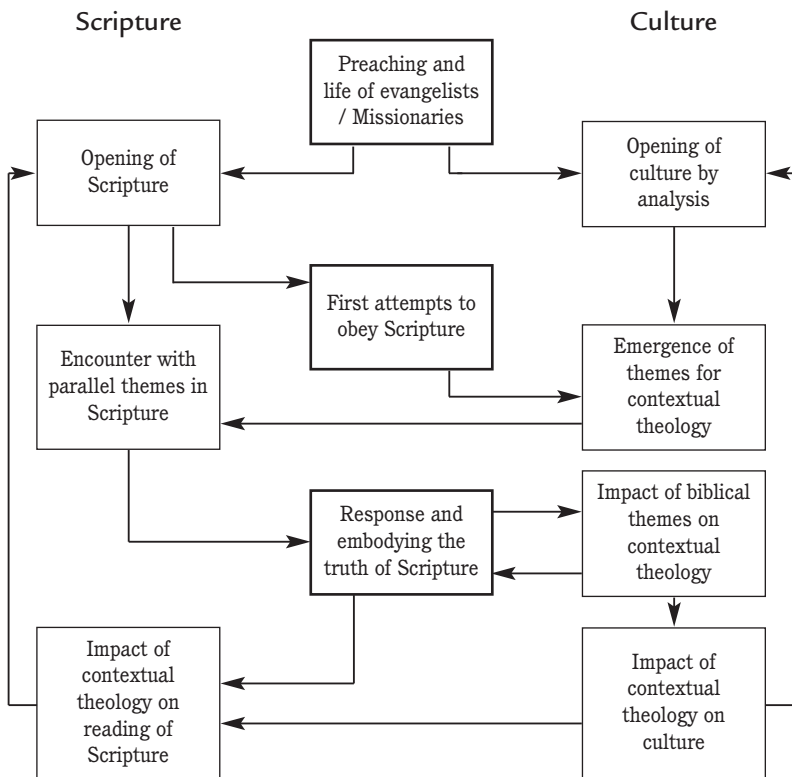 Scripture
Culture
Preaching and
life of evangelists
/ Missionaries
Opening of
Scripture
Opening of
culture by
analysis
First attempts to
obey Scripture
Encounter with
parallel themes in
Scripture
Emergence of
themes for
contextual
theology
Response and
embodying the
truth of Scripture
Impact of biblical
themes on
contextual
theology
Impact of
contextual
theology on
reading of
Scripture
Impact of
contextual
theology on
culture